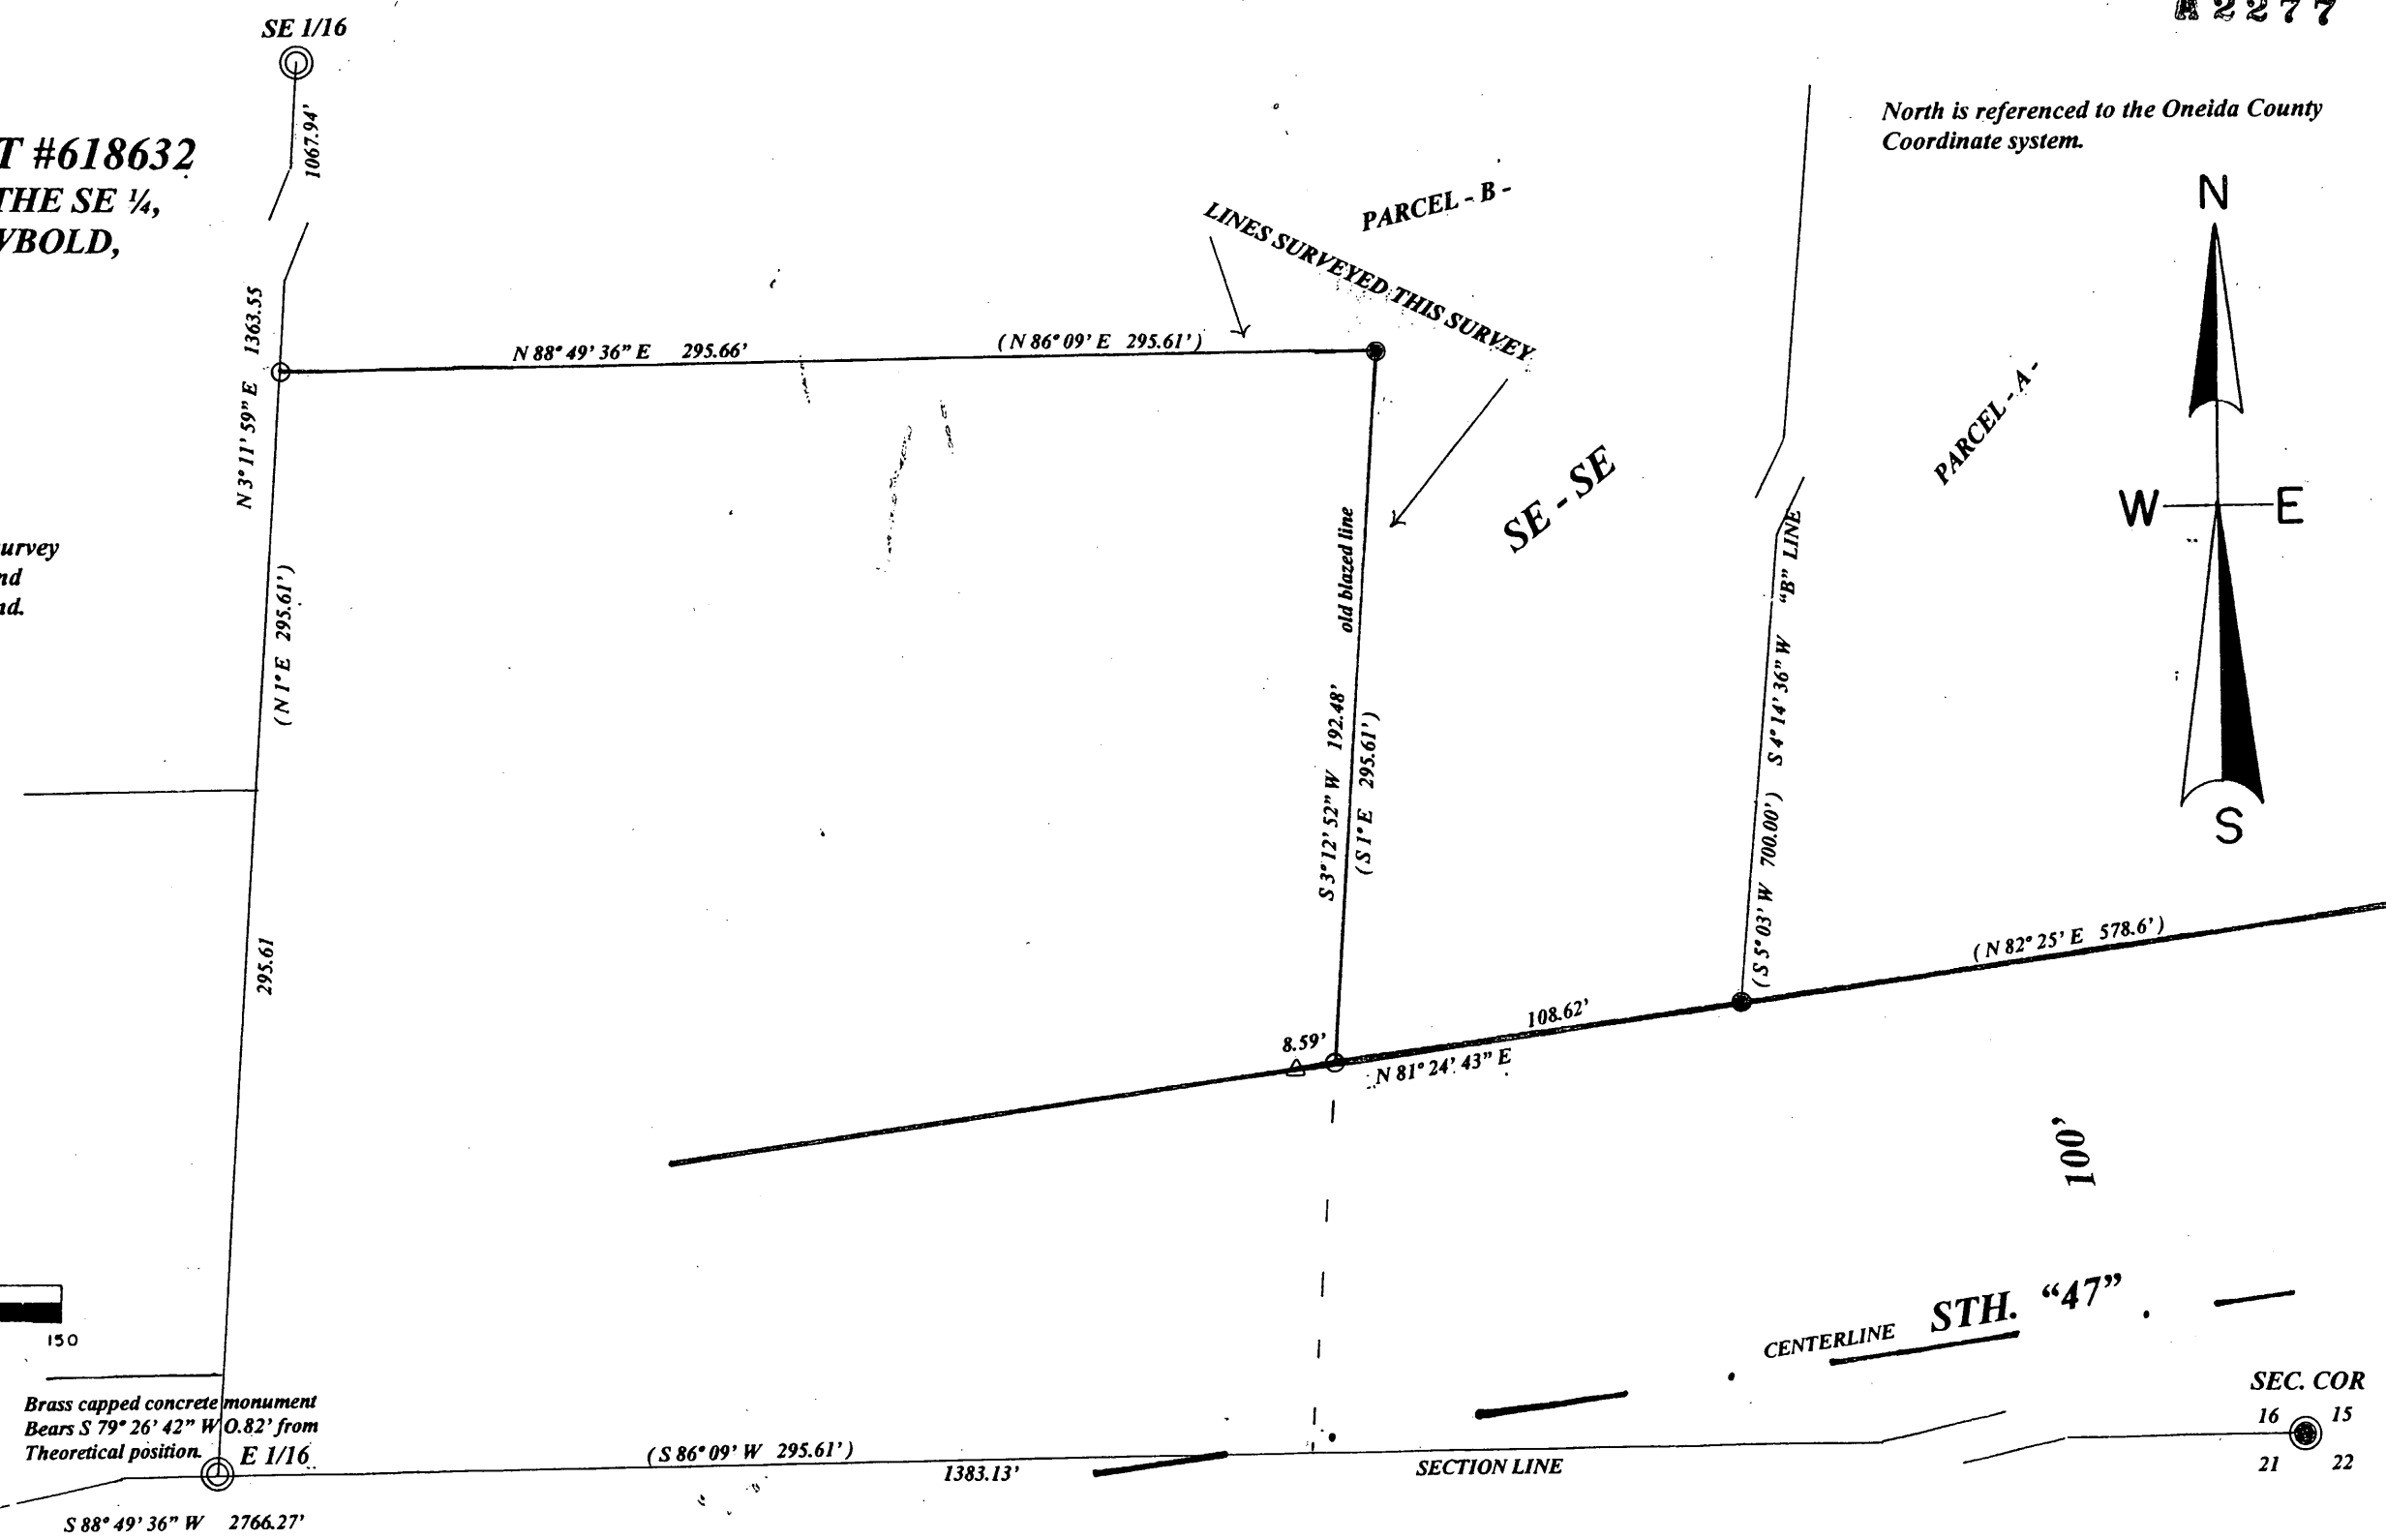 A2277
SE 1/16
1067.94’
North is referenced to the Oneida County
Coordinate system.
T #618632
THE SE ¼,
WBOLD,
N
W E
S
PARCEL - B -
LINES SURVEYED THIS SURVEY
N 3° 11’ 59” E 1363.55
N 88° 49’ 36” E 295.66’
( N 86° 09’ E 295.61’ )
PARCEL - A -
SE - SE
old blazed line
“B” LINE
urvey
nd
nd.
( N 1° E 295.61’ )
S 3° 12’ 52” W 192.48’
( S 1° E 295.61’ )
( S 5° 03’ W 700.00’ ) S 4° 14’ 36” W
295.61
( N 82° 25’ E 578.6’ )
108.62’
8.59’
N 81° 24’ 43” E
100’
STH. “47”
CENTERLINE
150
Brass capped concrete monument
Bears S 79° 26’ 42” W 0.82’ from
Theoretical position.
E 1/16
( S 86° 09’ W 295.61’ )
1383.13’
SECTION LINE
SEC. COR
16 15
21 22
S 88° 49’ 36” W 2766.27’